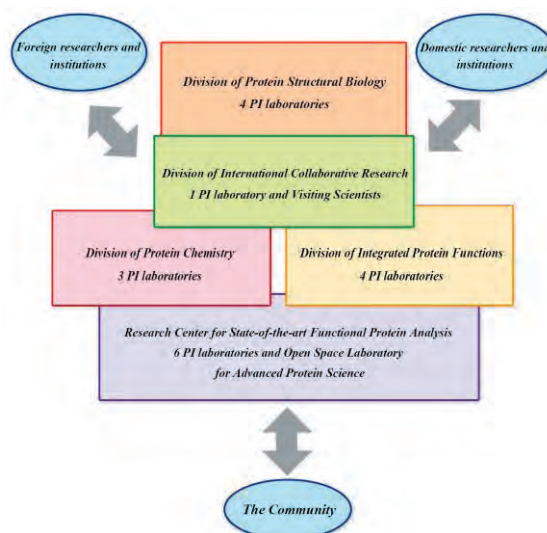 Foreign researchers and
institutions
Domestic researchers and
institutions
Division of Protein Structural Biology
4 PI laboratories
Division of International Collaborative Research
1 PI laboratory and Visiting Scientists
Division of Protein Chemistry
3 PI laboratories
Division of Integrated Protein Functions
4 PI laboratories
Research Center for State-of-the-art Functional Protein Analysis
6 PI laboratories and Open Space Laboratory
for Advanced Protein Science
The Community